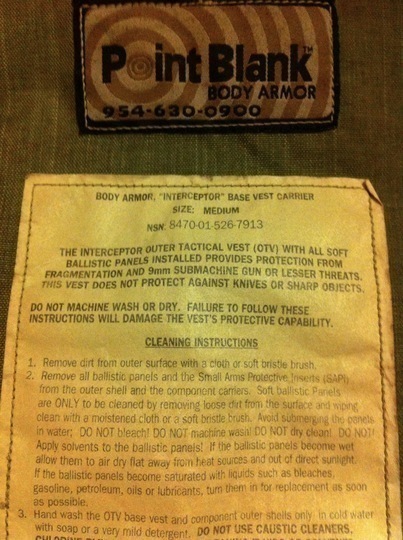 Point Blank™
BODY ARMOR
954-630-0900
BODY ARMOR, "INTERCEPTOR" BASE VEST CARRIER
SIZE: MEDIUM
NSN: 8470-01-526-7913
THE INTERCEPTOR OUTER TACTICAL VEST (OTV) WITH ALL SOFT
BALLISTIC PANELS INSTALLED PROVIDES PROTECTION FROM
FRAGMENTATION AND 9mm SUBMACHINE GUN OR LESSER THREATS.
THIS VEST DOES NOT PROTECT AGAINST KNIVES OR SHARP OBJECTS.
DO NOT MACHINE WASH OR DRY. FAILURE TO FOLLOW THESE
INSTRUCTIONS WILL DAMAGE THE VEST'S PROTECTIVE CAPABILITY.
CLEANING INSTRUCTIONS
1. Remove dirt from outer surface with a cloth or soft bristle brush.
2. Remove all ballistic panels and the Small Arms Protective Inserts (SAPI)
from the outer shell and the component carriers. Soft ballistic Panels
are ONLY to be cleaned by removing loose dirt from the surface and wiping
clean with a moistened cloth or a soft bristle brush. Avoid submerging the panels
in water; DO NOT bleach! DO NOT machine wash! DO NOT dry clean! DO NOT
Apply solvents to the ballistic panels! If the ballistic panels become wet
allow them to air dry flat away from heat sources and out of direct sunlight.
If the ballistic panels become saturated with liquids such as bleaches,
gasoline, petroleum, oils or lubricants, turn them in for replacement as soon
as possible.
3. Hand wash the OTV base vest and component outer shells only in cold water
with soap or a very mild detergent. DO NOT USE CAUSTIC CLEANERS,